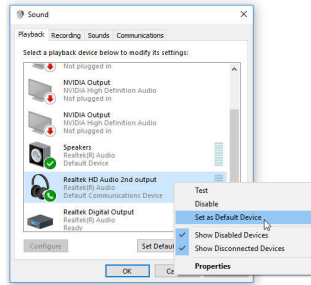 Sound
Playback Recording Sounds Communications
Select a playback device below to modify its settings:
Not plugged in
NVIDIA Output
NVIDIA High Definition Audio
Not plugged in
NVIDIA Output
NVIDIA High Definition Audio
Not plugged in
Speakers
Realtek(R) Audio
Default Device
Realtek HD Audio 2nd output
Realtek(R) Audio
Default Communications Device
Realtek Digital Output
Realtek(R) Audio
Ready
Test
Disable
Set as Default Device
Show Disabled Devices
Show Disconnected Devices
Properties
Configure Set Defaul
OK Ca